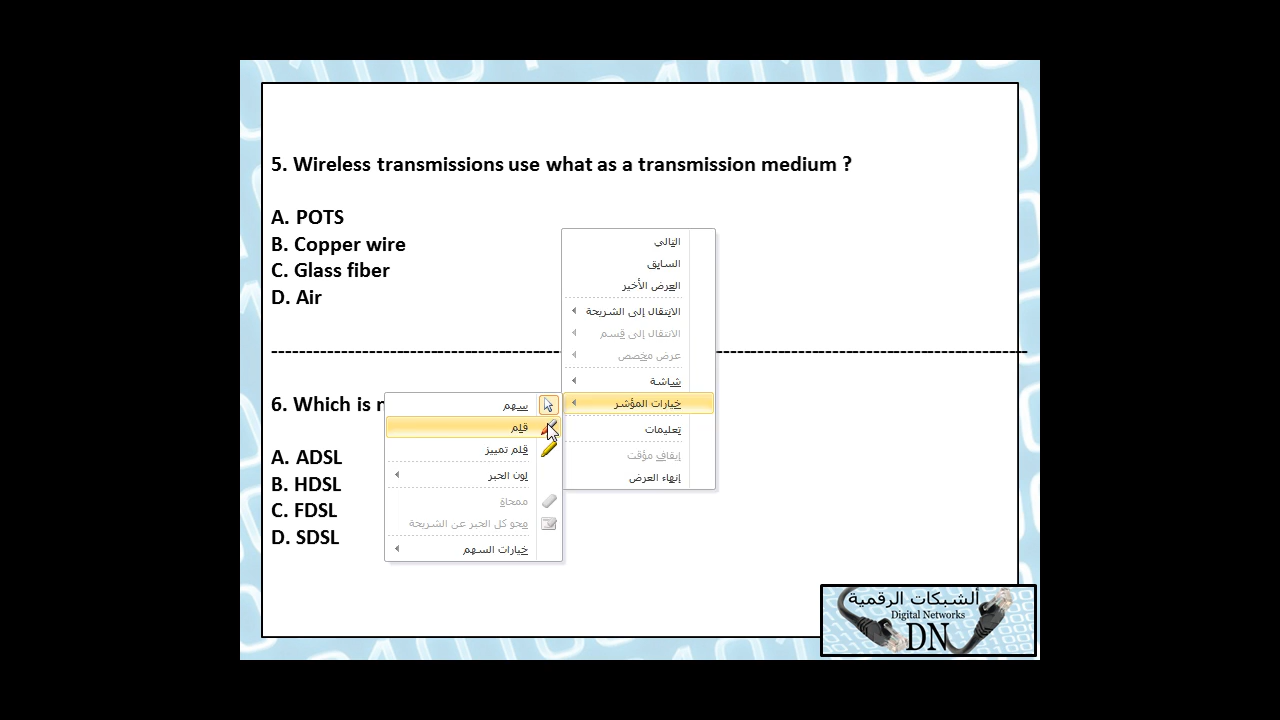 5. Wireless transmissions use what as a transmission medium ?
A. POTS
B. Copper wire
C. Glass fiber
D. Air
--------------------------------------------------------------------------------------------------------------
6. Which is
A. ADSL
B. HDSL
C. FDSL
D. SDSL
التالي
السابق
العرض الأخير
الانتقال إلى الشريحة
الانتقال إلى قسم
عرض مخصص
شاشة
خيارات المؤشر
تعليمات
إيقاف مؤقت
إنهاء العرض
سهم
قلم
قلم تمييز
لون الحبر
ممحاة
محو كل الحبر عن الشريحة
خيارات السهم
ألشبكات الرقمية
Digital Networks
DN